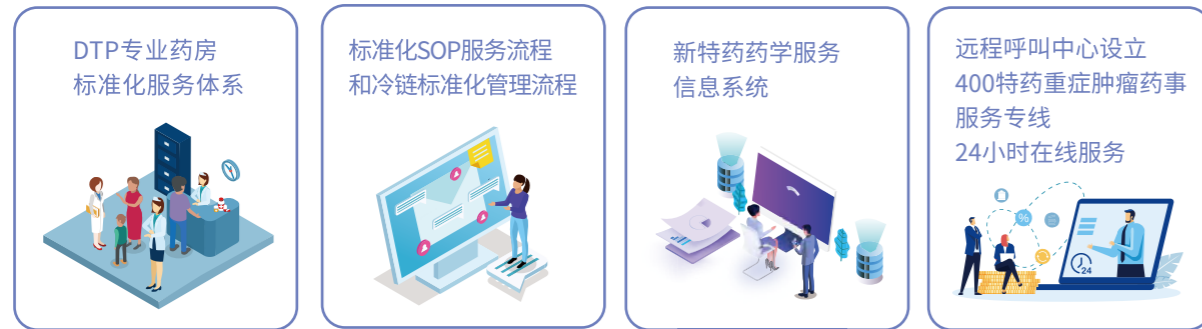 DTP专业药房
标准化服务体系
标准化SOP服务流程
和冷链标准化管理流程
新特药药学服务
信息系统
远程呼叫中心设立
400特药重症肿瘤药事
服务专线
24小时在线服务
%
24